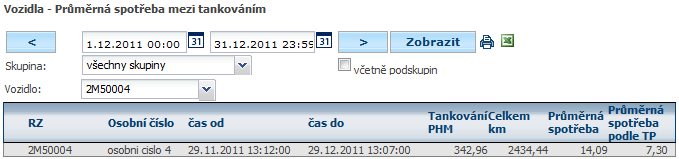 Vozidla - Průměrná spotřeba mezi tankováním
< 1.12.2011 00:00 31 31.12.2011 23:59 31 > Zobrazit
Skupina: všechny skupiny včetně podskupin
Vozidlo: 2M50004
RZ Osobní číslo čas od čas do Tankování PHM Celkem km Průměrná spotřeba Průměrná spotřeba podle TP
2M50004 osobni cislo 4 29.11.2011 13:12:00 29.12.2011 13:07:00 342,96 2434,44 14,09 7,30